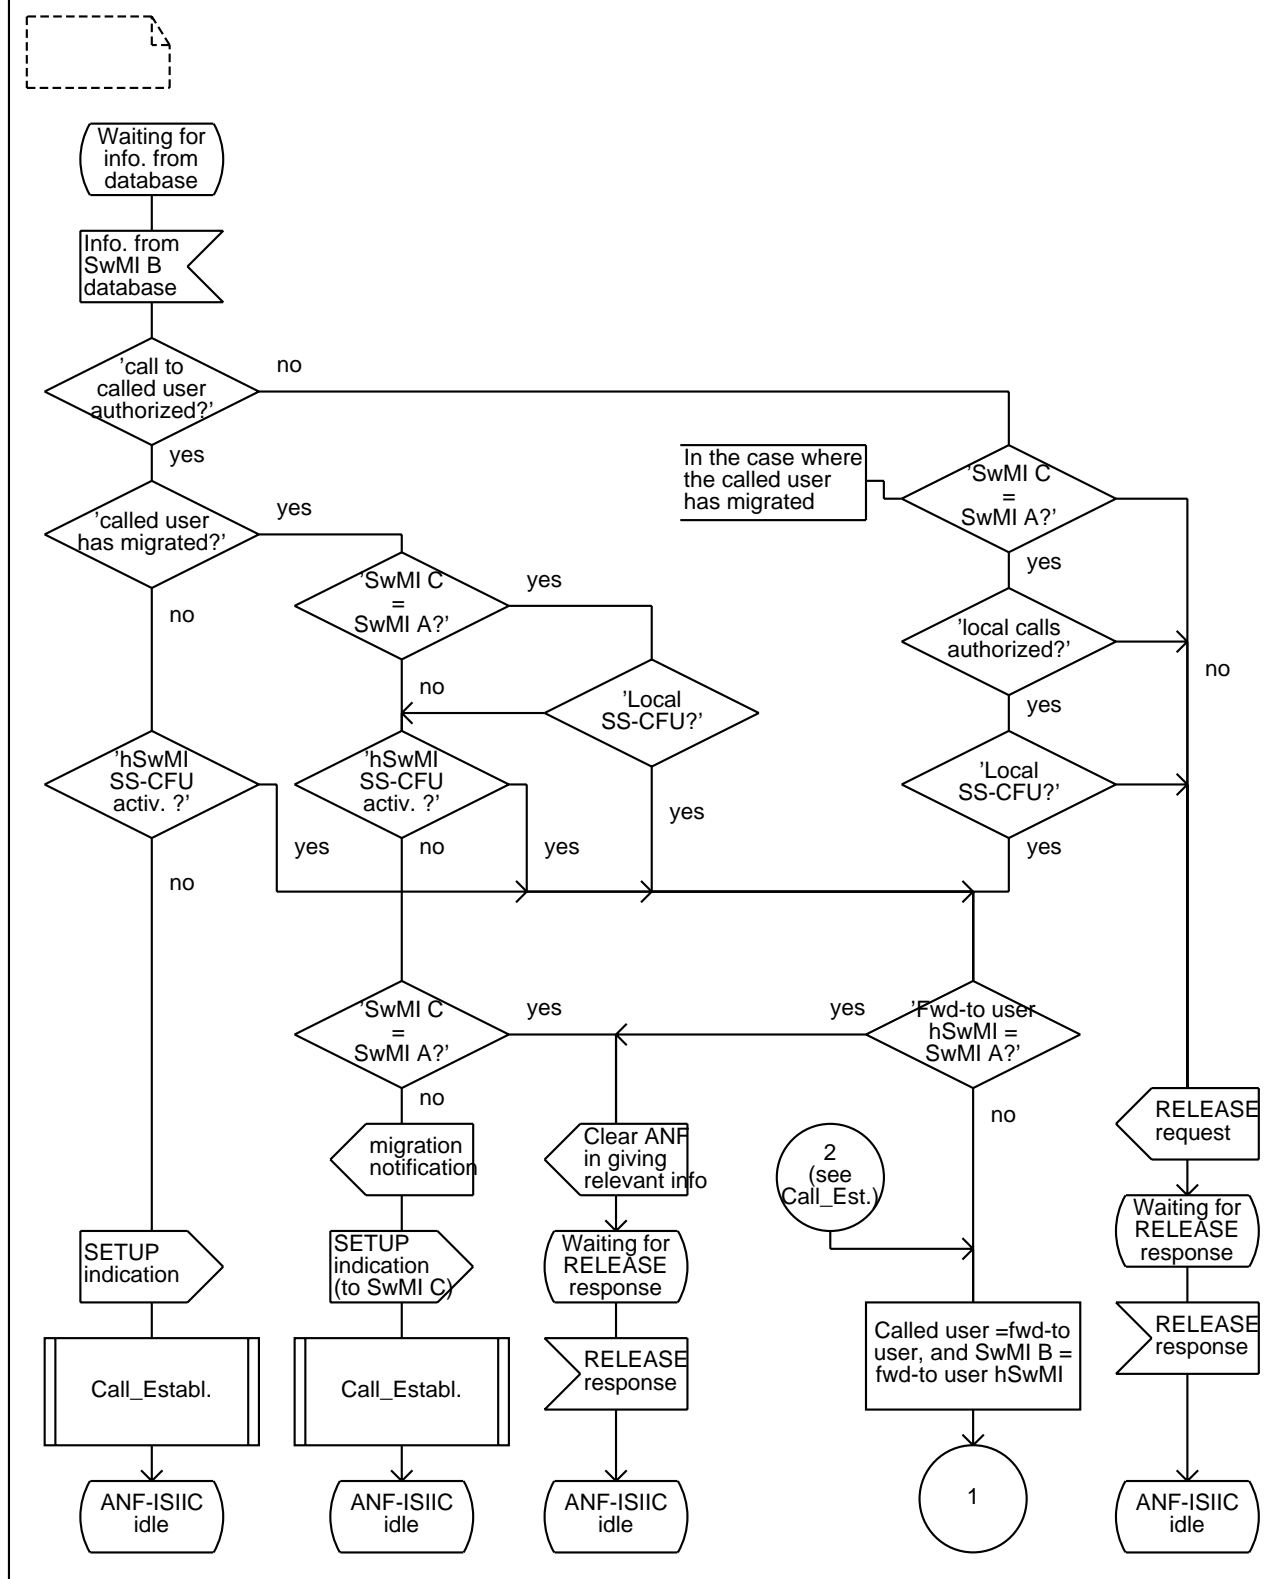 Waiting for
info. from
database
Info. from
SwMI B
database
'call to
called user
authorized?'
no
yes
In the case where
the called user
has migrated
'SwMI C
=
SwMI A?'
'called user
has migrated?'
yes
'SwMI C
=
SwMI A?'
yes
yes
no
'local calls
authorized?'
no
no
'Local
SS-CFU?'
yes
'hSwMI
SS-CFU
activ. ?'
'hSwMI
SS-CFU
activ. ?'
'Local
SS-CFU?'
yes
yes
no
yes
yes
no
'SwMI C
=
SwMI A?'
yes
yes
'Fwd-to user
hSwMI =
SwMI A?'
no
no
migration
notification
Clear ANF
in giving
relevant info
2
(see
Call_Est.)
RELEASE
request
SETUP
indication
SETUP
indication
(to SwMI C)
Waiting for
RELEASE
response
Waiting for
RELEASE
response
Call_Establ.
Call_Establ.
RELEASE
response
Called user =fwd-to
user, and SwMI B =
fwd-to user hSwMI
RELEASE
response
ANF-ISIIC
idle
ANF-ISIIC
idle
ANF-ISIIC
idle
1
ANF-ISIIC
idle